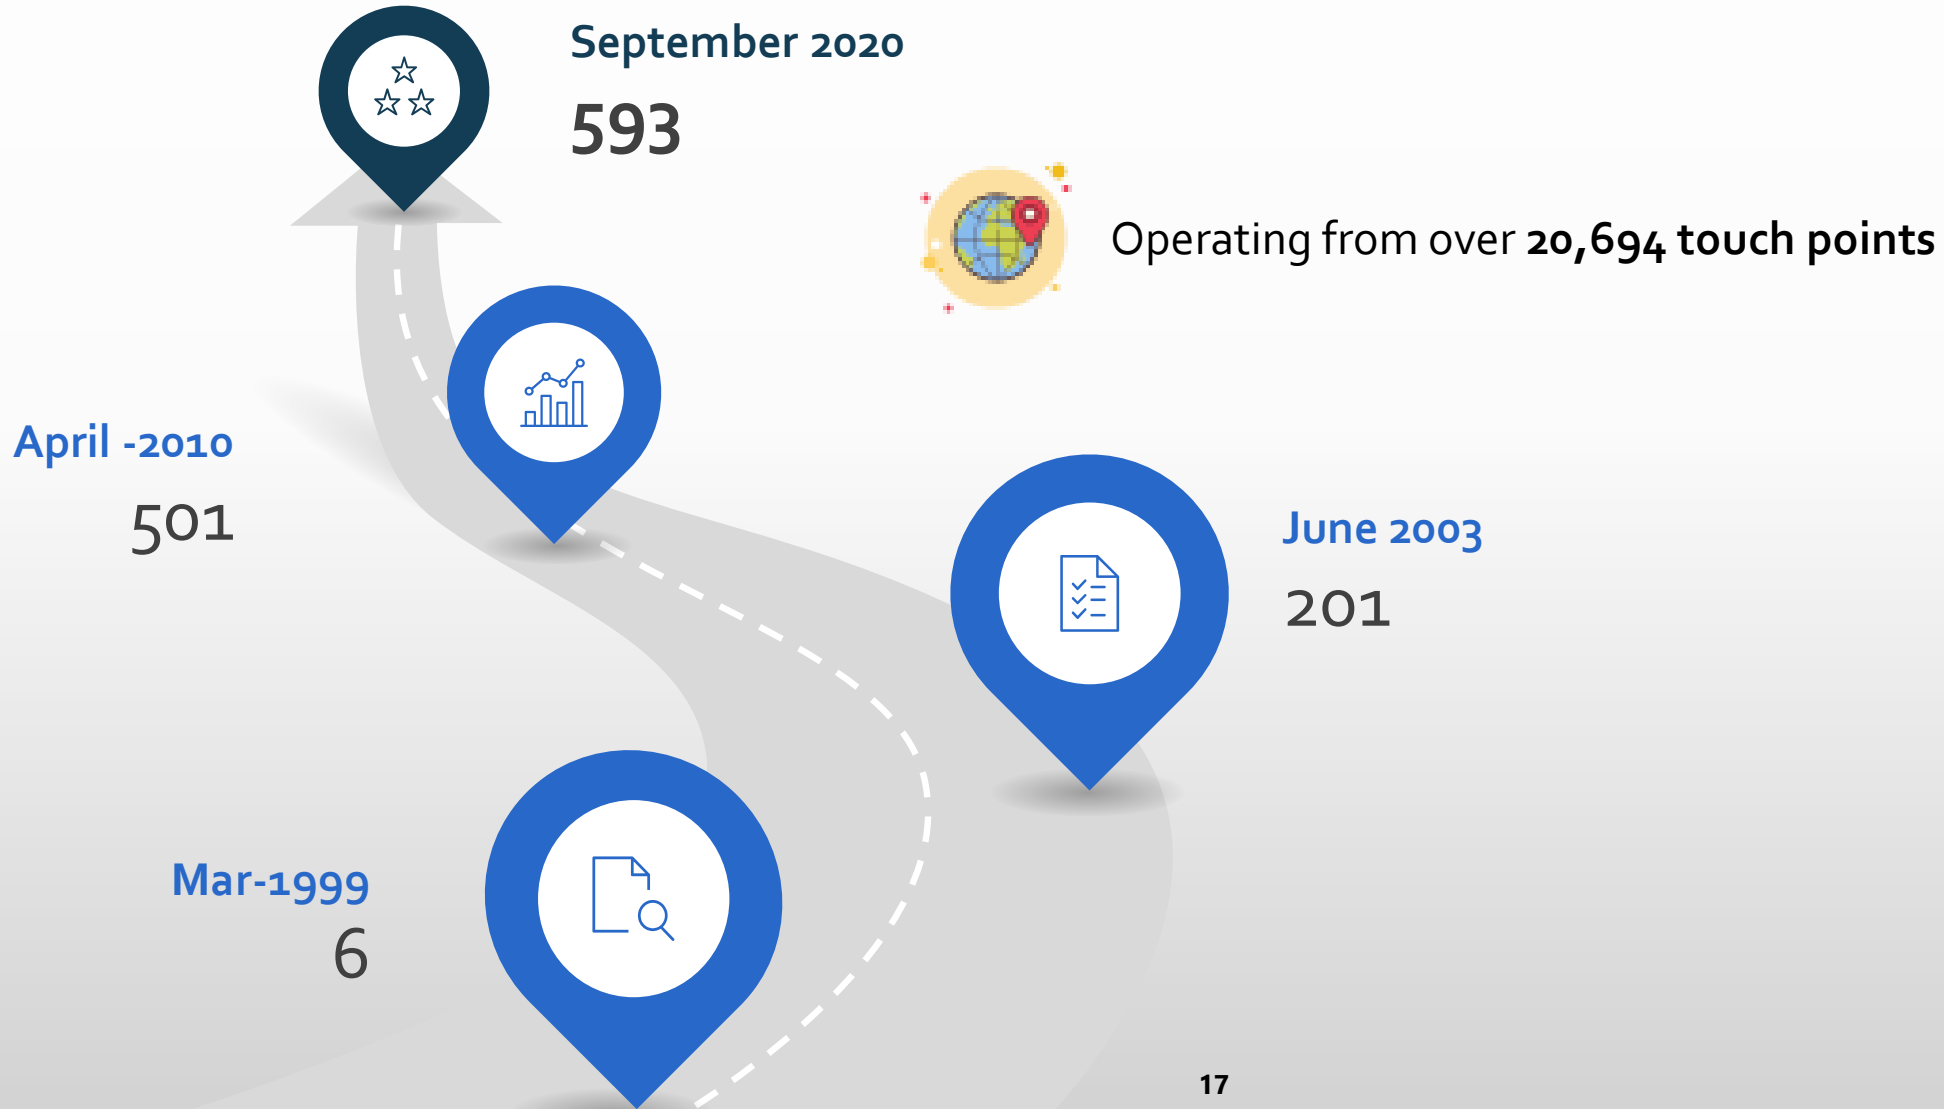 September 2020
593
Operating from over 20,694 touch points
April -2010
501
June 2003
201
Mar-1999
6
17